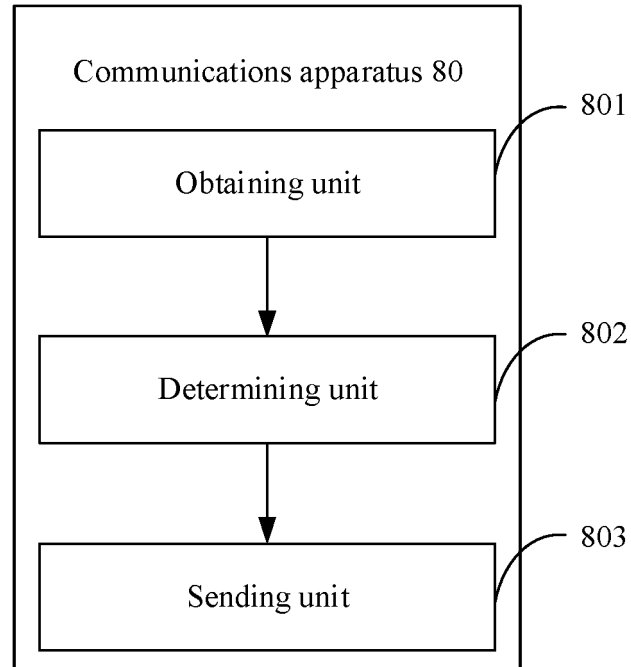 Communications apparatus 80
801
Obtaining unit
802
Determining unit
803
Sending unit